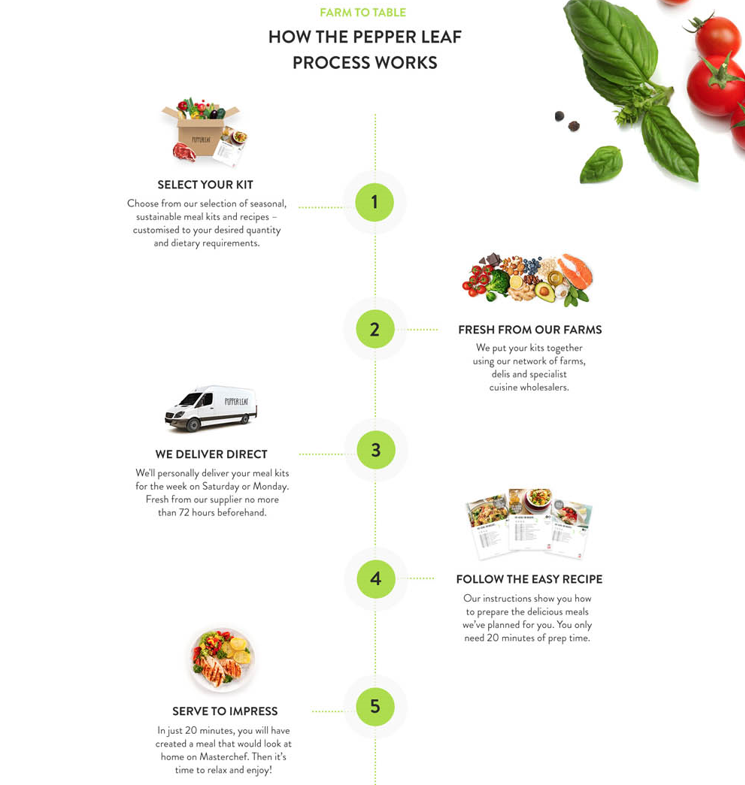 FARM TO TABLE
HOW THE PEPPER LEAF
PROCESS WORKS
PEPPERLEAF
SELECT YOUR KIT
Choose from our selection of seasonal,
sustainable meal kits and recipes –
customised to your desired quantity
and dietary requirements.
1
2
FRESH FROM OUR FARMS
We put your kits together
using our network of farms,
delis and specialist
cuisine wholesalers.
PEPPERLEAF
WE DELIVER DIRECT
We'll personally deliver your meal kits
for the week on Saturday or Monday.
Fresh from our supplier no more
than 72 hours beforehand.
3
4
FOLLOW THE EASY RECIPE
Our instructions show you how
to prepare the delicious meals
we've planned for you. You only
need 20 minutes of prep time.
SERVE TO IMPRESS
In just 20 minutes, you will have
created a meal that would look at
home on Masterchef. Then it's
time to relax and enjoy!
5